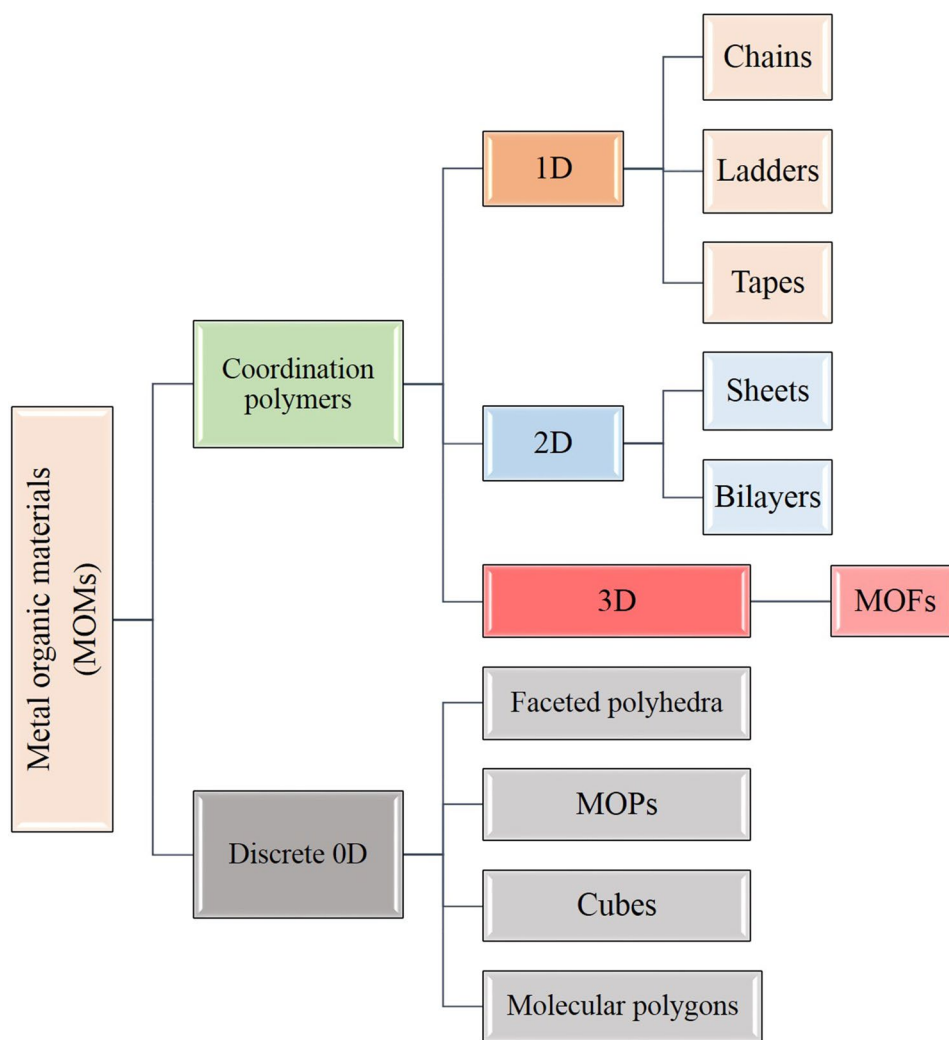 Metal organic materials
(MOMs)
Coordination
polymers
1D
Chains
Ladders
Tapes
2D
Sheets
Bilayers
3D
MOFs
Discrete 0D
Faceted polyhedra
MOPs
Cubes
Molecular polygons